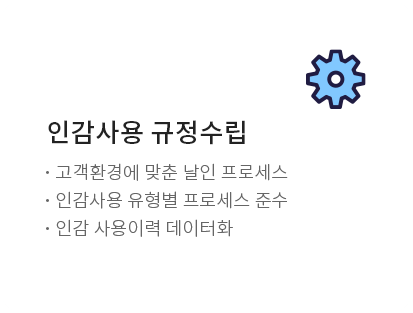 인감사용 규정수립
· 고객환경에 맞춘 날인 프로세스
· 인감사용 유형별 프로세스 준수
· 인감 사용이력 데이터화